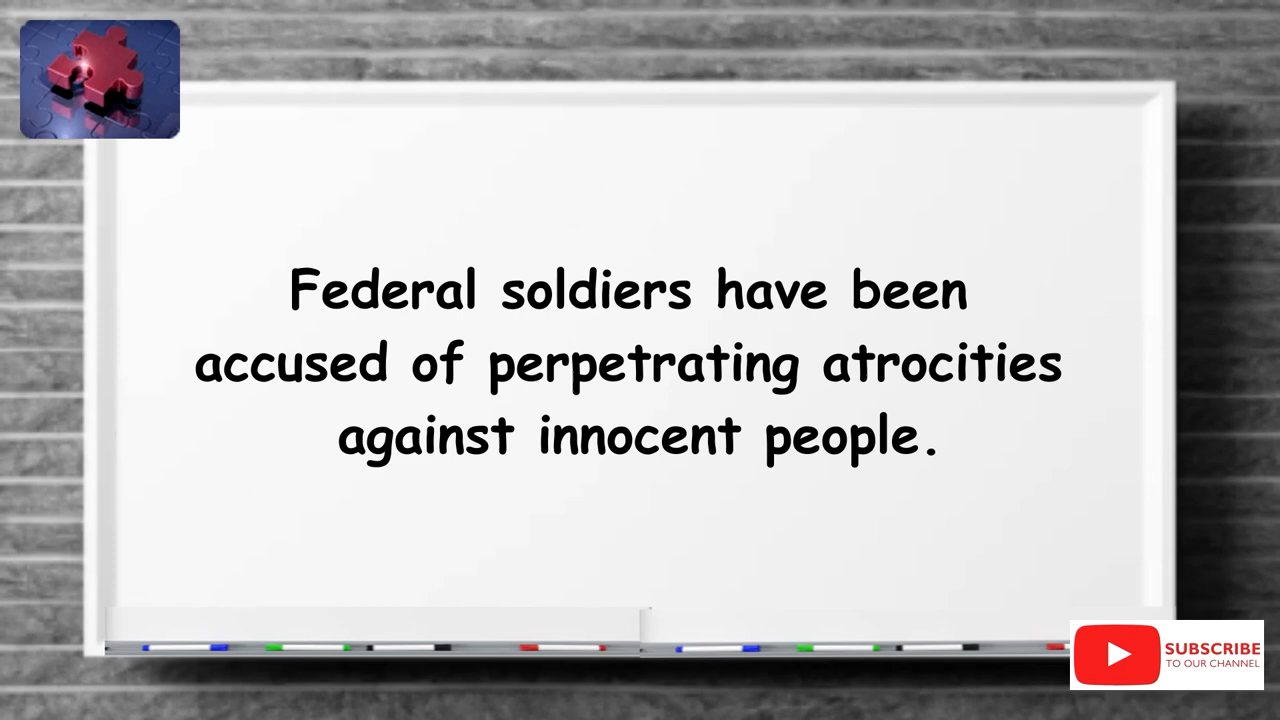 Federal soldiers have been
accused of perpetrating atrocities
against innocent people.
SUBSCRIBE
TO OUR CHANNEL